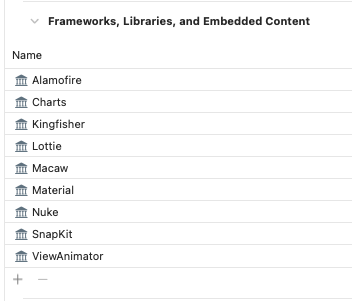 Frameworks, Libraries, and Embedded Content
Name
Alamofire
Charts
Kingfisher
Lottie
Macaw
Material
Nuke
SnapKit
ViewAnimator